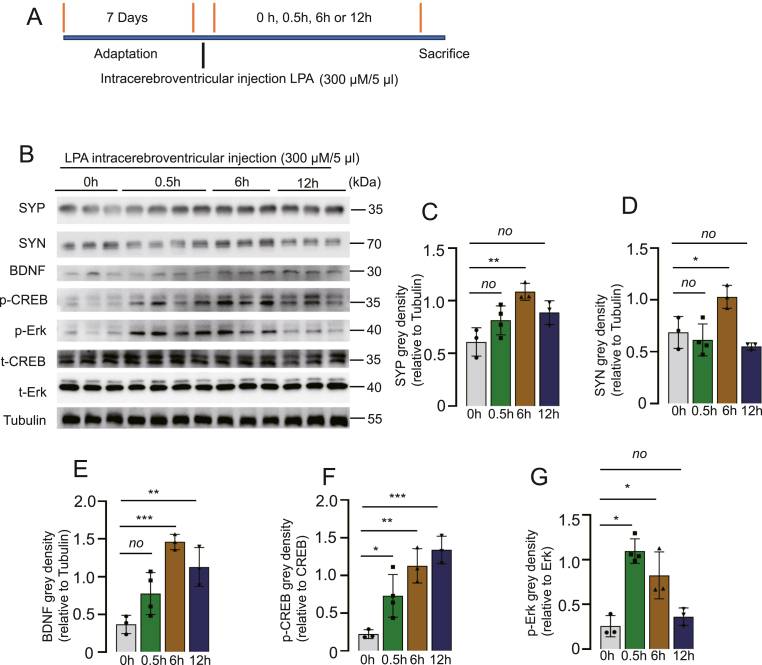 A
7 Days
0 h, 0.5h, 6h or 12h
Adaptation
Sacrifice
Intracerebroventricular injection LPA (300 μM/5 μl)
B
LPA intracerebroventricular injection (300 μM/5 μl)
0h 0.5h 6h 12h (kDa)
SYP 35
SYN 70
BDNF 30
p-CREB 35
p-Erk 40
t-CREB 35
t-Erk 40
Tubulin 55
C
SYP grey density
(relative to Tubulin)
1.5
1.0
0.5
0
no
**
no
0h 0.5h 6h 12h
D
SYN grey density
(relative to Tubulin)
1.5
1.0
0.5
0
no
*
no
0h 0.5h 6h 12h
E
BDNF grey density
(relative to Tubulin)
2.0
1.5
1.0
0.5
0
**
***
no
0h 0.5h 6h 12h
F
p-CREB grey density
(relative to CREB)
2.0
1.5
1.0
0.5
0
***
**
*
0h 0.5h 6h 12h
G
p-Erk grey density
(relative to Erk)
1.5
1.0
0.5
0
no
*
*
0h 0.5h 6h 12h